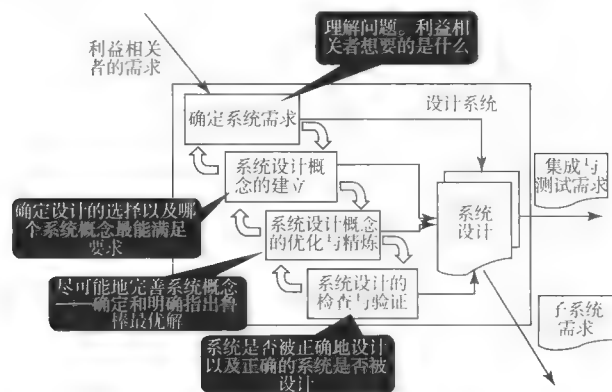 利益相关
者的需求
理解问题。利益相
关者想要的是什么
确定系统需求
设计系统
系统设计概
念的建立
集成与
测试需求
确定设计的选择以及哪
个系统概念最能满足
要求
系统设计概念
的优化与精炼
系统
设计
尽可能地完善系统概念
——确定和明确指出鲁
棒最优解
系统设计的
检查与验证
子系统
需求
系统是否被正确地设计
以及正确的系统是否被
设计